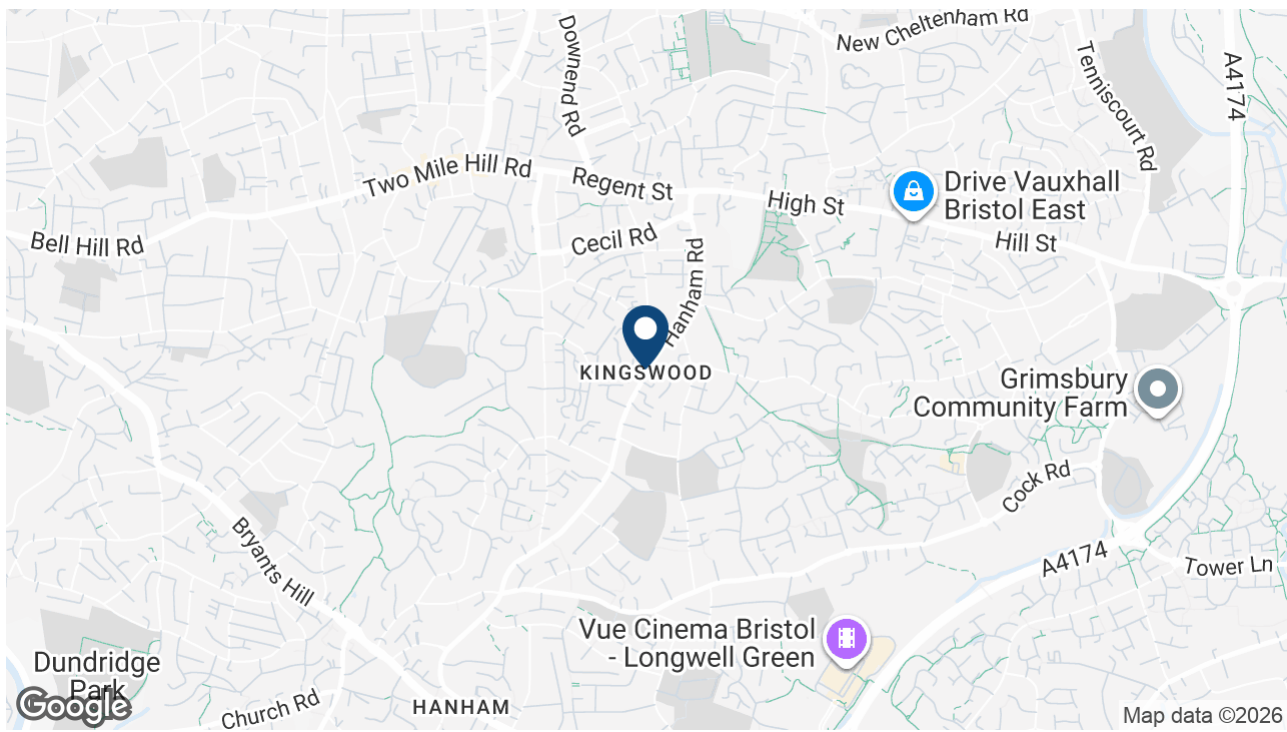 New Cheltenham Rd
Downend Rd
Tenniscourt Rd
A4174
Two Mile Hill Rd
Regent St
High St
Drive Vauxhall
Bristol East
Bell Hill Rd
Cecil Rd
Hill St
Hanham Rd
KINGSWOOD
Grimsbury
Community Farm
Cock Rd
Bryants Hill
A4174
Tower Ln
Vue Cinema Bristol
- Longwell Green
Dundridge
Park
Google
Church Rd
HANHAM
Map data ©2026